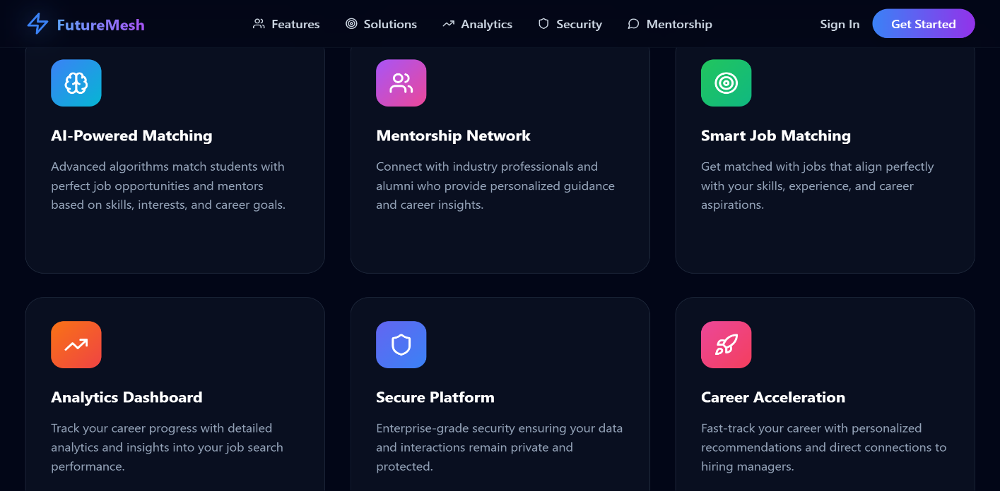 FutureMesh
Features
Solutions
Analytics
Security
Mentorship
Sign In
Get Started
AI-Powered Matching
Advanced algorithms match students with
perfect job opportunities and mentors
based on skills, interests, and career goals.
Mentorship Network
Connect with industry professionals and
alumni who provide personalized guidance
and career insights.
Smart Job Matching
Get matched with jobs that align perfectly
with your skills, experience, and career
aspirations.
Analytics Dashboard
Track your career progress with detailed
analytics and insights into your job search
performance.
Secure Platform
Enterprise-grade security ensuring your data
and interactions remain private and
protected.
Career Acceleration
Fast-track your career with personalized
recommendations and direct connections to
hiring managers.